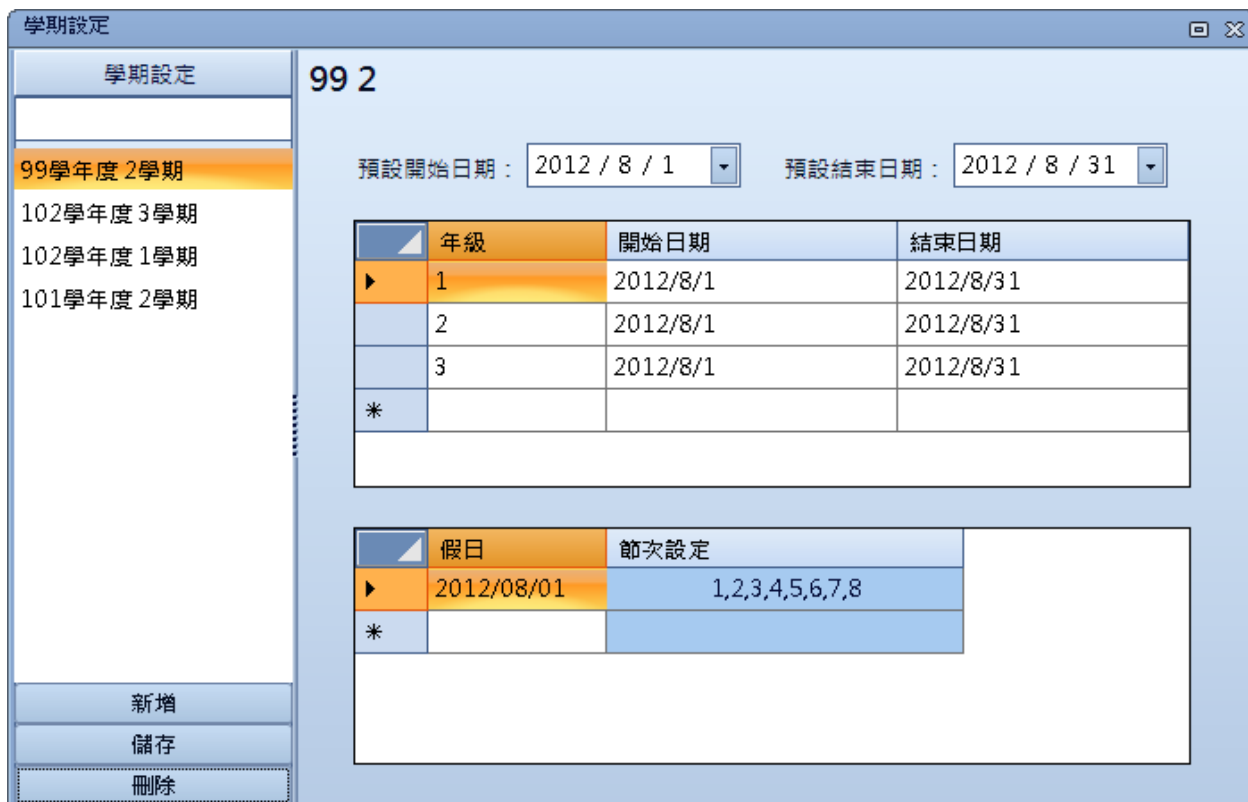 學期設定
學期設定
99學年度 2學期
102學年度 3學期
102學年度 1學期
101學年度 2學期
新增
儲存
刪除
99 2
預設開始日期： 2012 / 8 / 1 預設結束日期： 2012 / 8 / 31
年級 開始日期 結束日期
1 2012/8/1 2012/8/31
2 2012/8/1 2012/8/31
3 2012/8/1 2012/8/31
*
假日 節次設定
2012/08/01 1,2,3,4,5,6,7,8
*